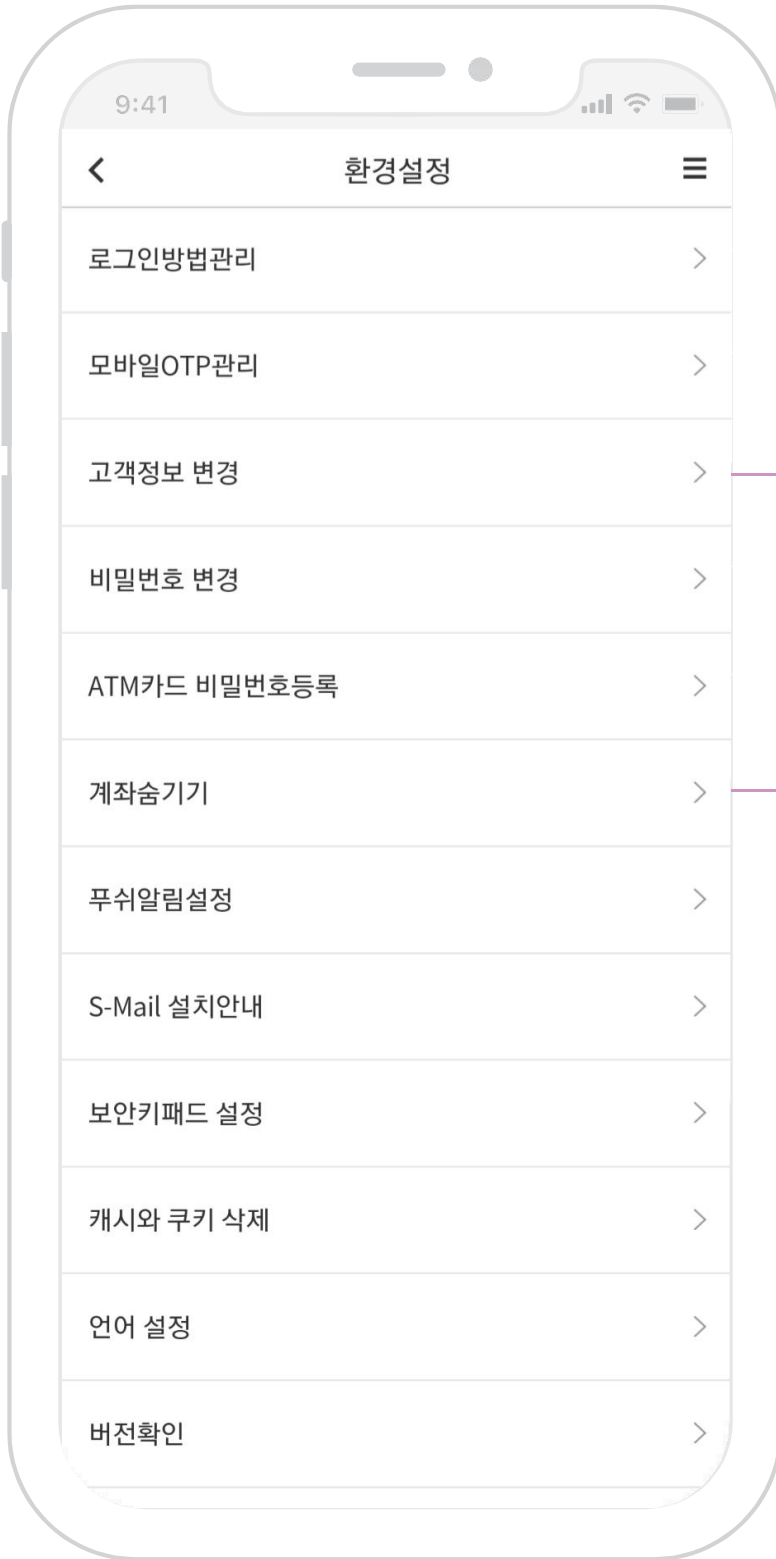 9:41
환경설정
로그인방법관리
모바일OTP관리
고객정보 변경
비밀번호 변경
ATM카드 비밀번호등록
계좌숨기기
푸쉬알림설정
S-Mail 설치안내
보안키패드 설정
캐시와 쿠키 삭제
언어 설정
버전확인